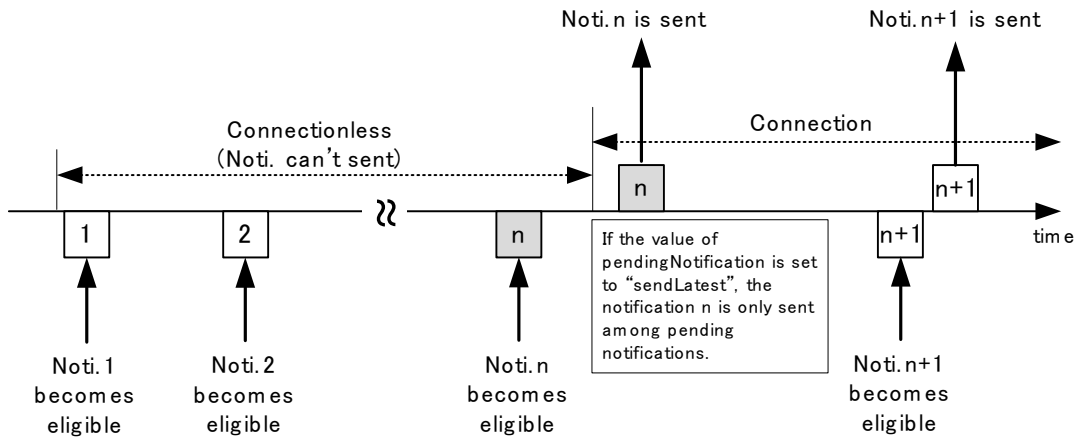 Noti.n is sent
Noti.n+1 is sent
Connectionless
(Noti. can't sent)
Connection
n
n+1
1
2
n
n+1
time
If the value of
pendingNotification is set
to “sendLatest”, the
notification n is only sent
among pending
notifications.
Noti.1
becomes
eligible
Noti.2
becomes
eligible
Noti.n
becomes
eligible
Noti.n+1
becomes
eligible